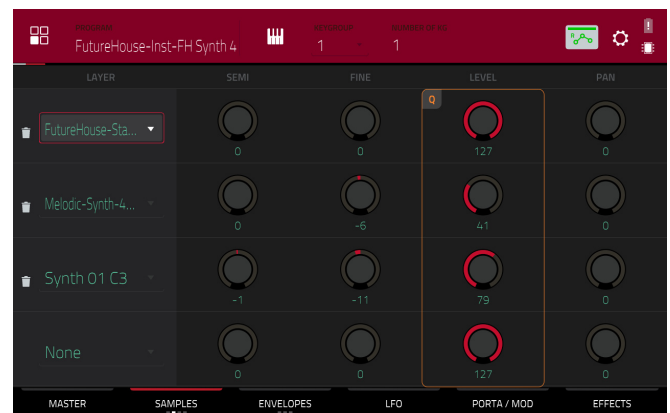 PROGRAM
KEYGROUP
NUMBER OF KG
FutureHouse-Inst-FH Synth 4
1
1
LAYER
SEMI
FINE
LEVEL
PAN
Q
FutureHouse-Sta...
0
0
127
0
Melodic-Synth-4...
0
-6
41
0
Synth 01 C3
-1
-11
79
0
None
0
0
127
0
MASTER
SAMPLES
ENVELOPES
LFO
PORTA / MOD
EFFECTS